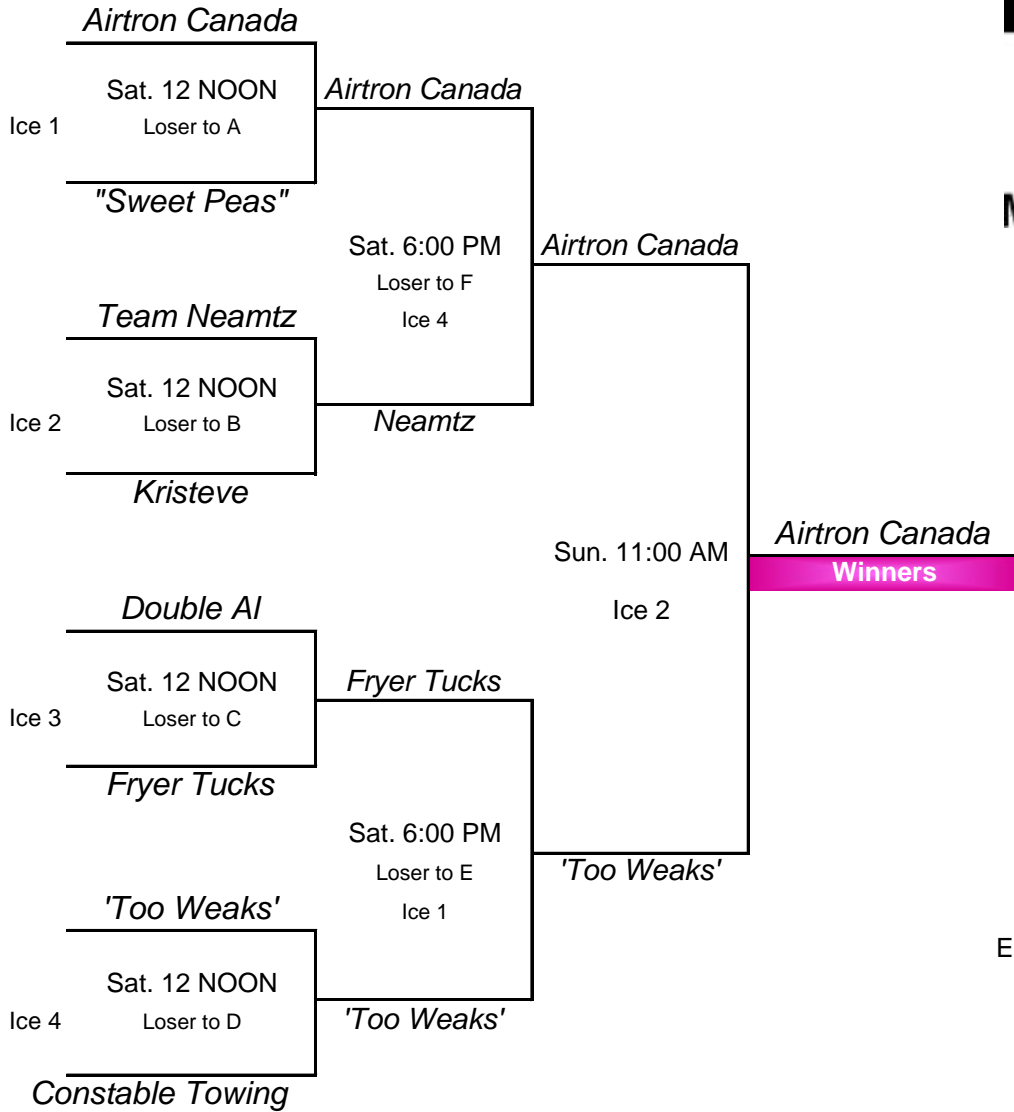 Airtron Canada
Sat. 12 NOON
Ice 1
Loser to A
"Sweet Peas"
Airtron Canada
Sat. 6:00 PM
Loser to F
Ice 4
Airtron Canada
Team Neamtz
Sat. 12 NOON
Ice 2
Loser to B
Kristeve
Neamtz
Sun. 11:00 AM
Ice 2
Airtron Canada
Winners
Double Al
Sat. 12 NOON
Ice 3
Loser to C
Fryer Tucks
Fryer Tucks
Sat. 6:00 PM
Loser to E
Ice 1
'Too Weaks'
'Too Weaks'
Sat. 12 NOON
Ice 4
Loser to D
Constable Towing
'Too Weaks'
E